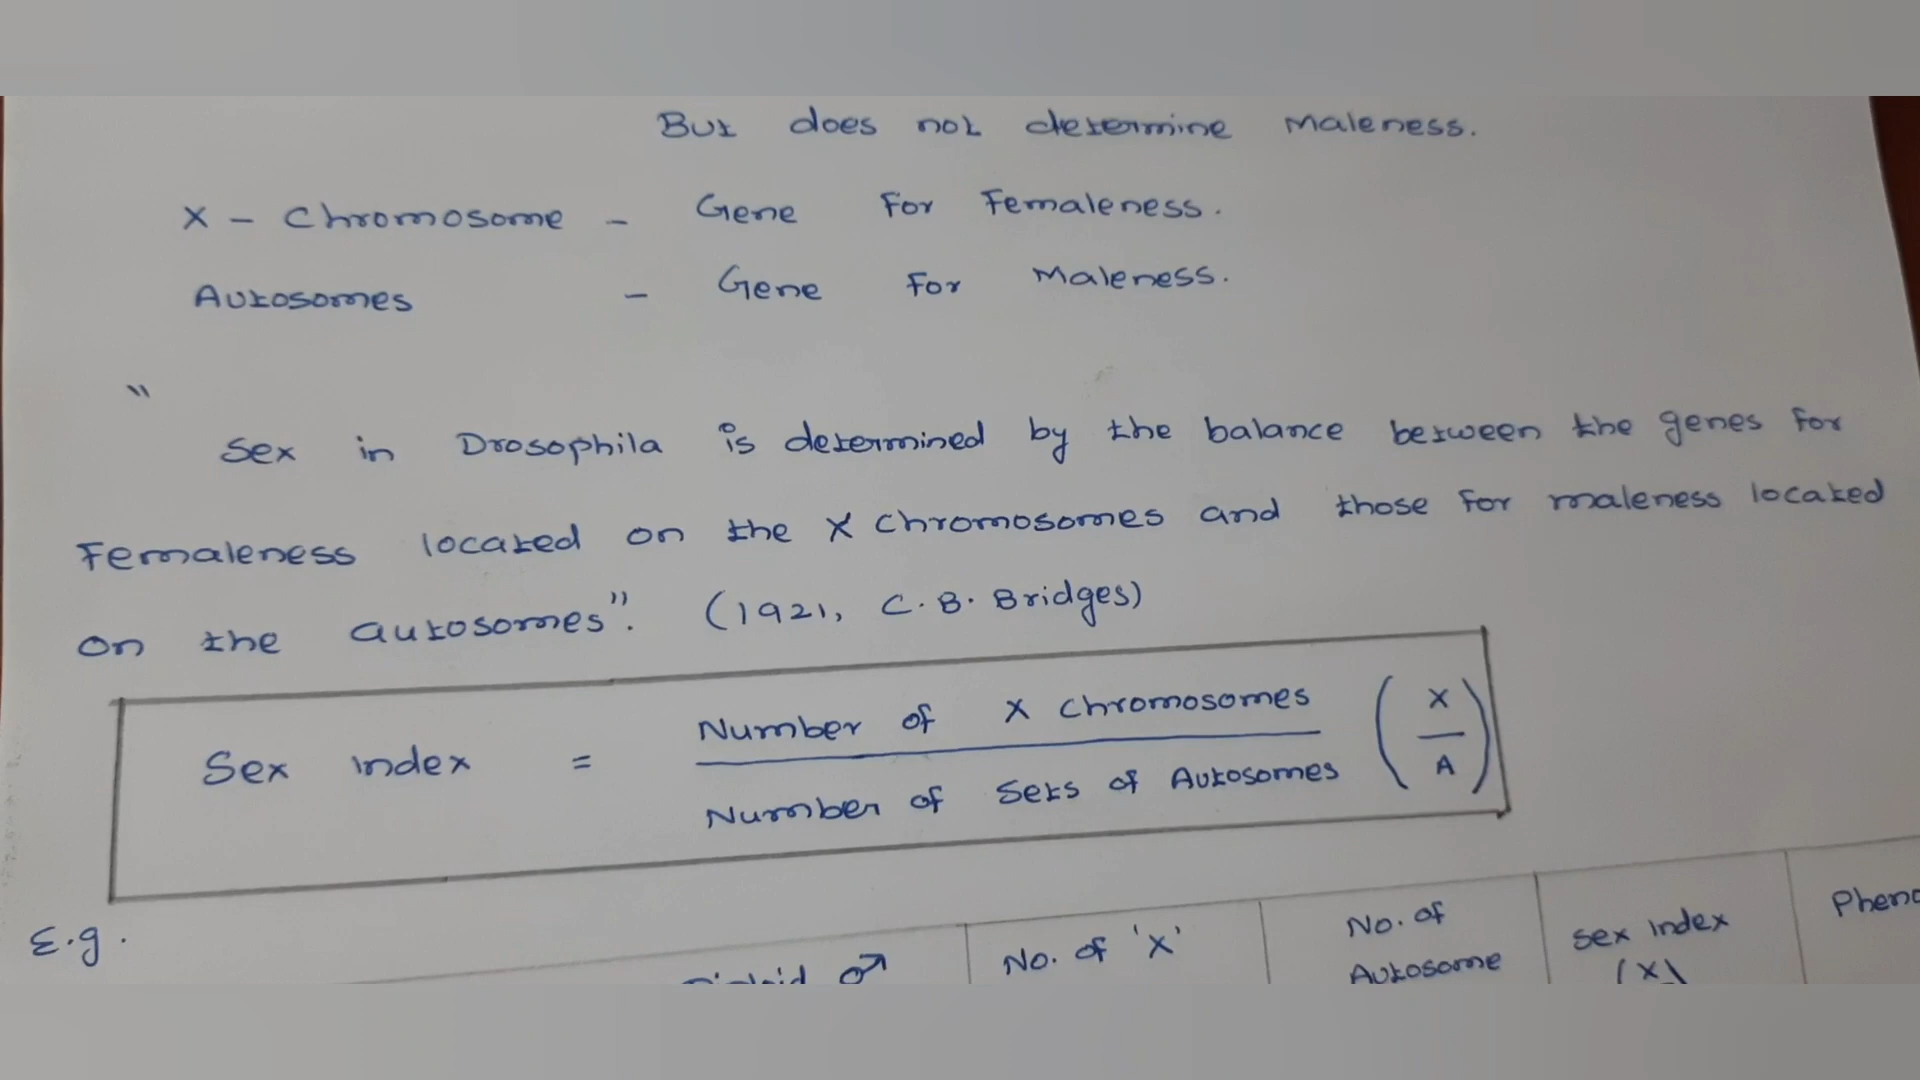 But does not determine Maleness.
X - Chromosome - Gene For Femaleness.
Autosomes - Gene For Maleness.
"
Sex in Drosophila is determined by the balance between the genes for
Femaleness located on the X chromosomes and those for maleness located
on the autosomes". (1921, C.B. Bridges)
Sex index = Number of X chromosomes / Number of Sets of Autosomes (X / A)
E.g.
♂ No. of 'X' No. of Autosome Sex index (X)